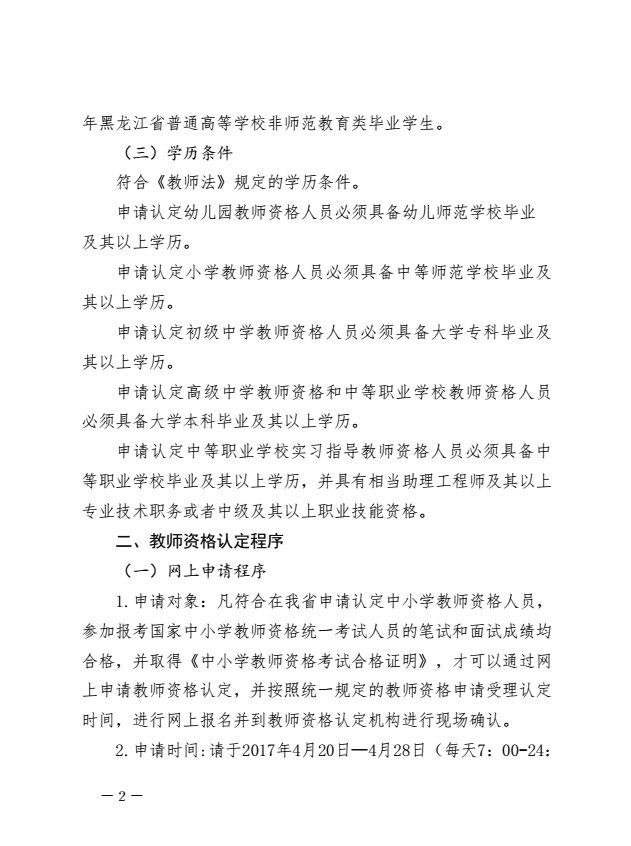 年黑龙江省普通高等学校非师范教育类毕业学生。
（三）学历条件
符合《教师法》规定的学历条件。
申请认定幼儿园教师资格人员必须具备幼儿师范学校毕业
及其以上学历。
申请认定小学教师资格人员必须具备中等师范学校毕业及
其以上学历。
申请认定初级中学教师资格人员必须具备大学专科毕业及
其以上学历。
申请认定高级中学教师资格和中等职业学校教师资格人员
必须具备大学本科毕业及其以上学历。
申请认定中等职业学校实习指导教师资格人员必须具备中
等职业学校毕业及其以上学历，并具有相当助理工程师及其以上
专业技术职务或者中级及其以上职业技能资格。
二、教师资格认定程序
（一）网上申请程序
1.申请对象：凡符合在我省申请认定中小学教师资格人员，
参加报考国家中小学教师资格统一考试人员的笔试和面试成绩均
合格，并取得《中小学教师资格考试合格证明》，才可以通过网
上申请教师资格认定，并按照统一规定的教师资格申请受理认定
时间，进行网上报名并到教师资格认定机构进行现场确认。
2.申请时间:请于2017年4月20日—4月28日（每天7：00-24：
— 2 —